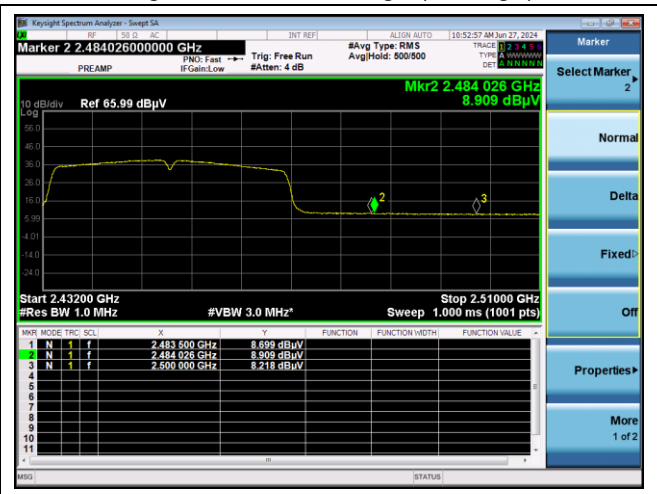 Keysight Spectrum Analyzer - Swept SA
RF 50 Ω AC INT REF ALIGN AUTO 10:52:57 AM Jun 27, 2024
Marker 2 2.484026000000 GHz
PREAMP
PNO: Fast
IFGain:Low
Trig: Free Run
#Atten: 4 dB
#Avg Type: RMS
Avg|Hold: 500/500
TRACE 1 2 3 4 5 6
TYPE A WWWWW
DET A N N N N N
Mkr2 2.484 026 GHz
8.909 dBµV
10 dB/div Ref 65.99 dBµV
Log
56.0
46.0
36.0
26.0
16.0
5.99
-4.01
-14.0
-24.0
2
3
Start 2.43200 GHz Stop 2.51000 GHz
#Res BW 1.0 MHz #VBW 3.0 MHz* Sweep 1.000 ms (1001 pts)
MKR MODE TRC SCL X Y FUNCTION FUNCTION WIDTH FUNCTION VALUE
1 N 1 f 2.483 500 GHz 8.699 dBµV
2 N 1 f 2.484 026 GHz 8.909 dBµV
3 N 1 f 2.500 000 GHz 8.218 dBµV
4
5
6
7
8
9
10
11
MSG STATUS
Marker
Select Marker
2
Normal
Delta
Fixed
Off
Properties
More
1 of 2